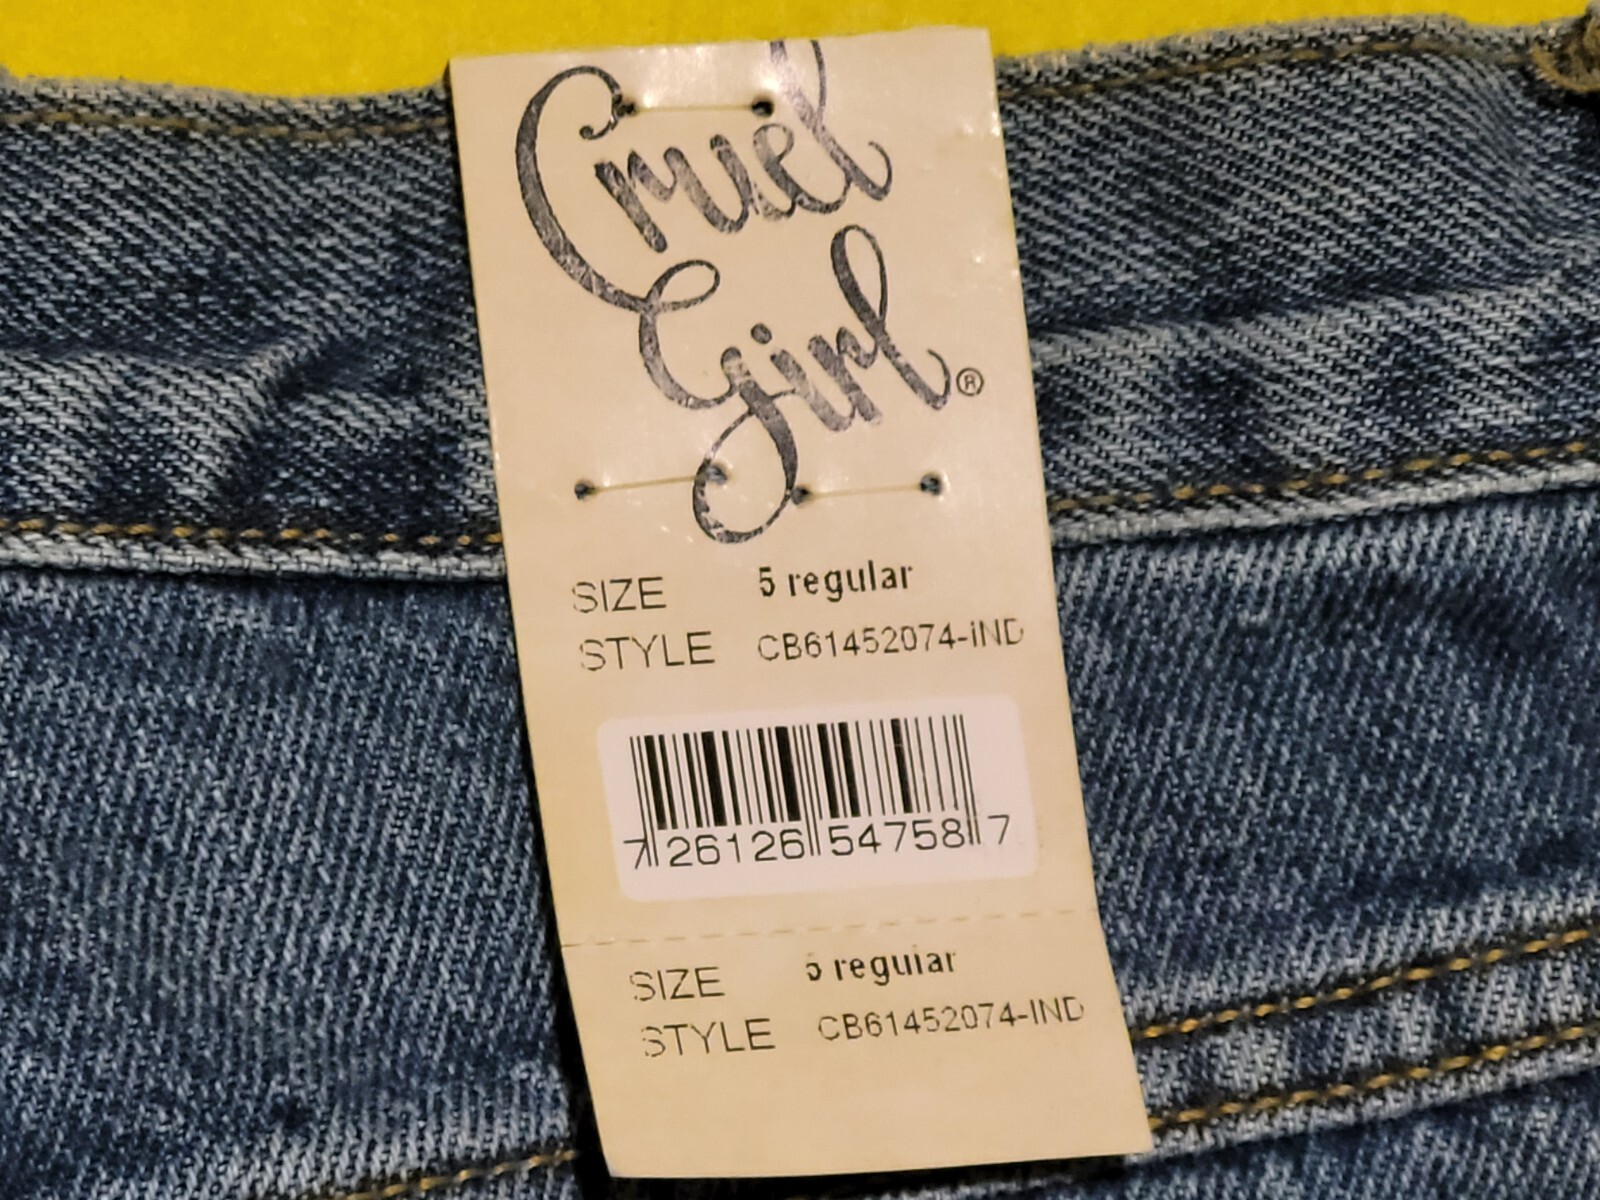 Cruel
Girl®
SIZE 5 regular
STYLE CB61452074-IND
7 26126 54758 7
SIZE 5 regular
STYLE CB61452074-IND